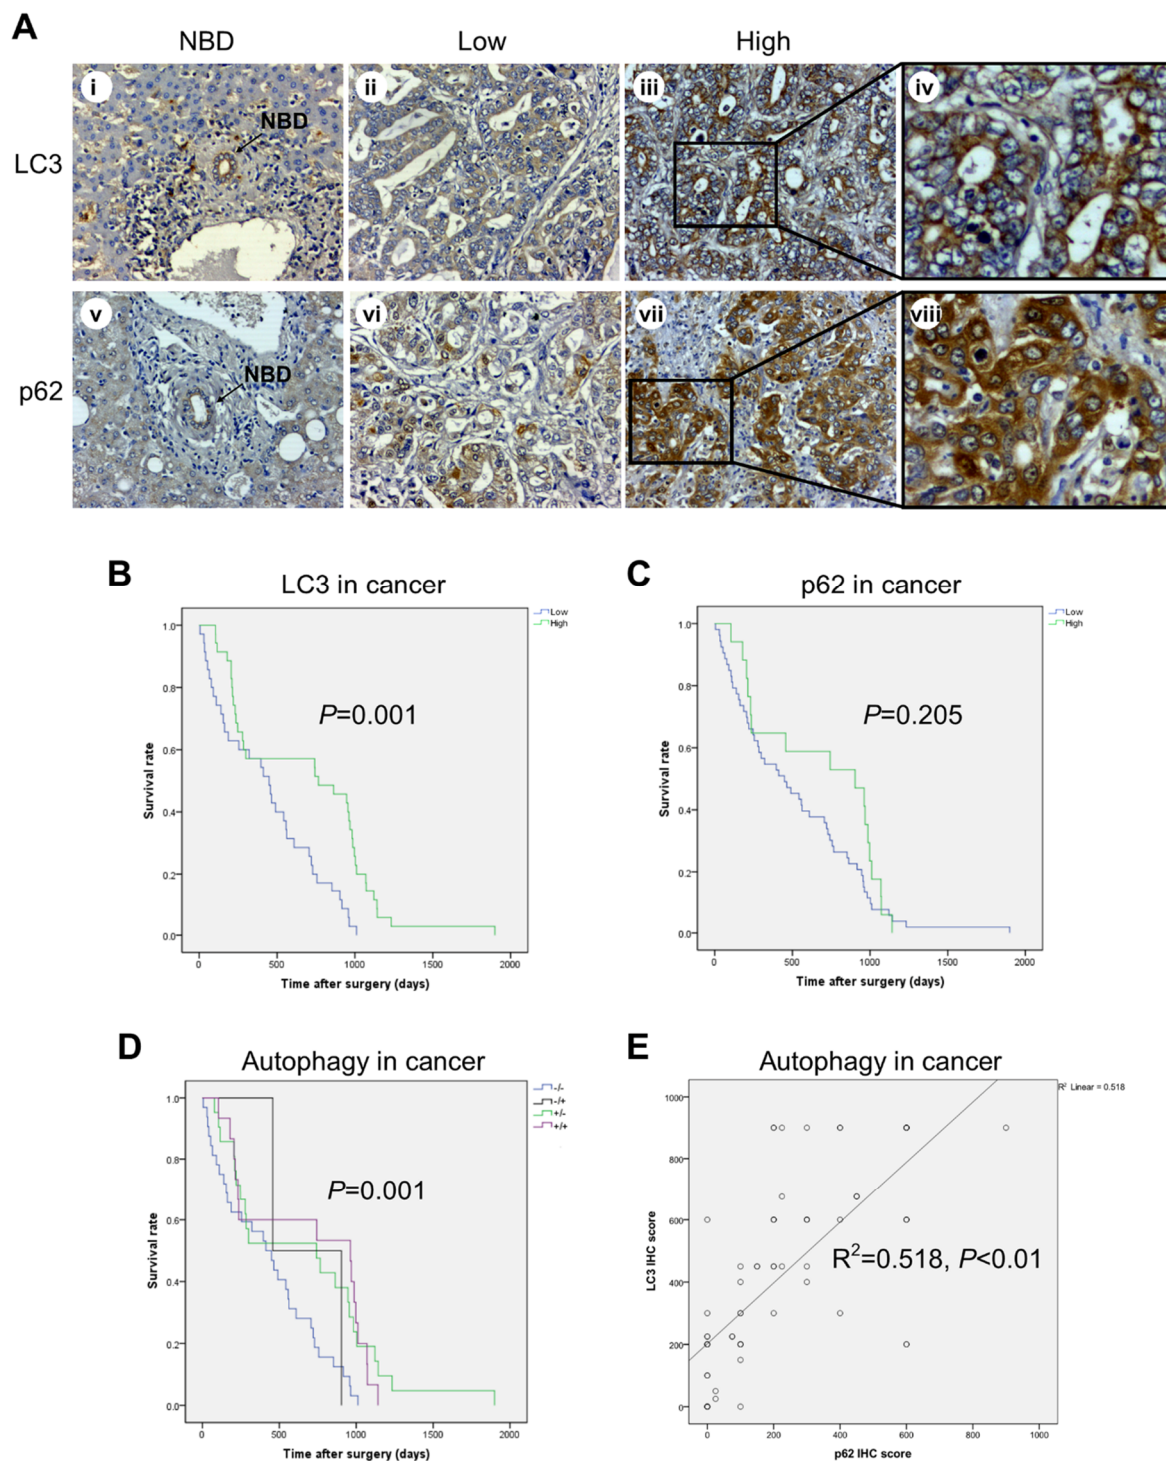 A
NBD Low High
LC3
i NBD
ii
iii
iv
p62
v NBD
vi
vii
viii
B
LC3 in cancer
Low
High
P=0.001
Survival rate
1.0
0.8
0.6
0.4
0.2
0.0
0 500 1000 1500 2000
Time after surgery (days)
C
p62 in cancer
Low
High
P=0.205
Survival rate
1.0
0.8
0.6
0.4
0.2
0.0
0 500 1000 1500 2000
Time after surgery (days)
D
Autophagy in cancer
-/-
-/+
+/-
+/+
P=0.001
Survival rate
1.0
0.8
0.6
0.4
0.2
0.0
0 500 1000 1500 2000
Time after surgery (days)
E
Autophagy in cancer
R² Linear = 0.518
R²=0.518, P<0.01
LC3 IHC score
1000
800
600
400
200
0
0 200 400 600 800 1000
p62 IHC score